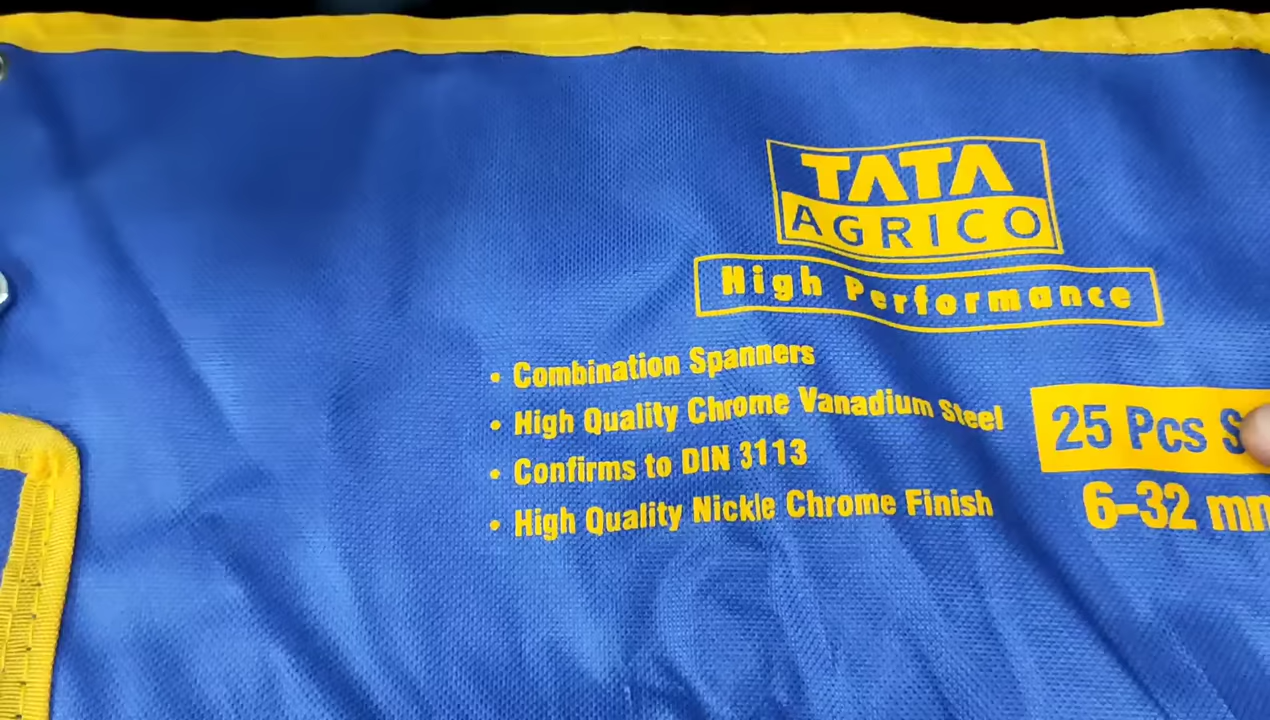 TATA
AGRICO
High Performance
• Combination Spanners
• High Quality Chrome Vanadium Steel
• Confirms to DIN 3113
• High Quality Nickle Chrome Finish
25 Pcs
6-32